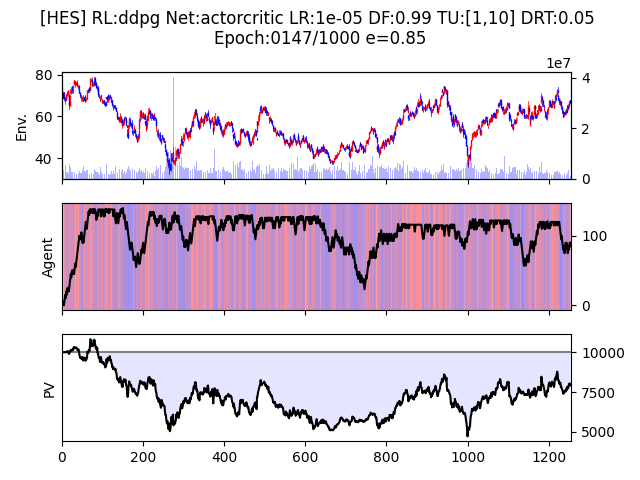 [HES] RL:ddpg Net:actorcritic LR:1e-05 DF:0.99 TU:[1,10] DRT:0.05
Epoch:0147/1000 e=0.85
1e7
80
60
40
Env.
4
2
0
Agent
100
0
PV
10000
7500
5000
0 200 400 600 800 1000 1200